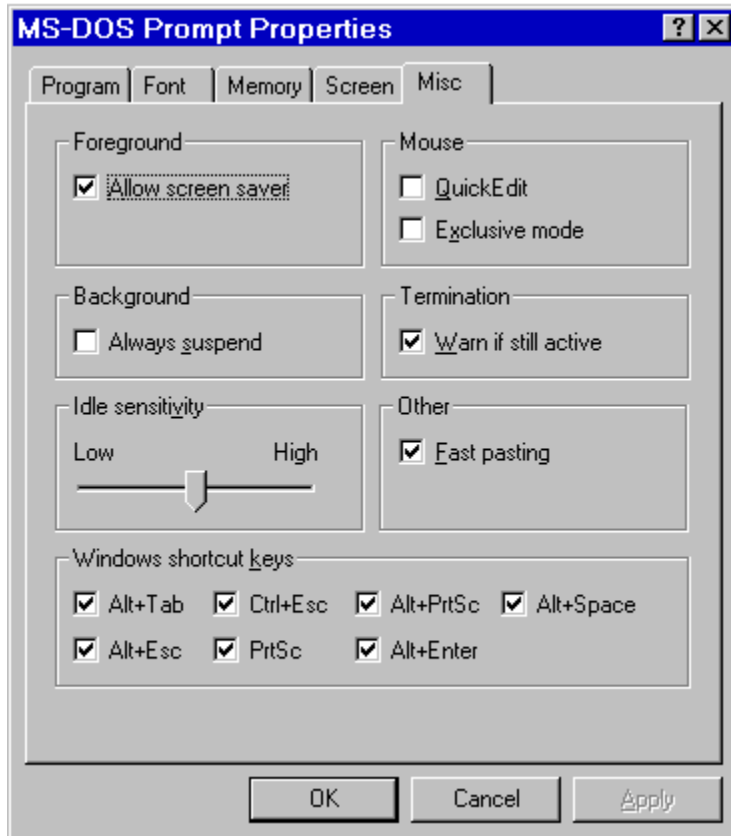 MS-DOS Prompt Properties
Program Font Memory Screen Misc
Foreground
Allow screen saver
Mouse
QuickEdit
Exclusive mode
Background
Always suspend
Termination
Warn if still active
Idle sensitivity
Low High
Other
Fast pasting
Windows shortcut keys
Alt+Tab Ctrl+Esc Alt+PrtSc Alt+Space
Alt+Esc PrtSc Alt+Enter
OK Cancel Apply